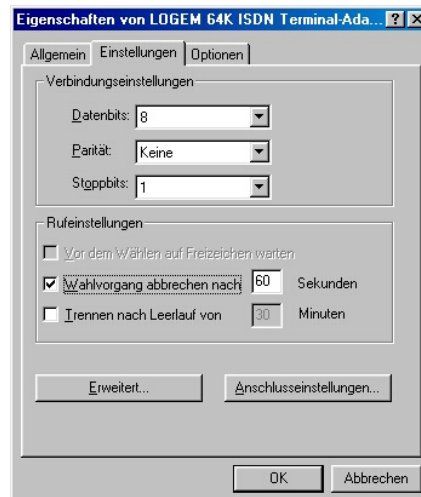 Eigenschaften von LOGEM 64K ISDN Terminal-Ada...
Allgemein Einstellungen Optionen
Verbindungseinstellungen
Datenbits: 8
Parität: Keine
Stoppbits: 1
Rufeinstellungen
Vor dem Wählen auf Freizeichen warten
Wahlvorgang abbrechen nach 60 Sekunden
Trennen nach Leerlauf von 30 Minuten
Erweitert... Anschlusseinstellungen...
OK Abbrechen